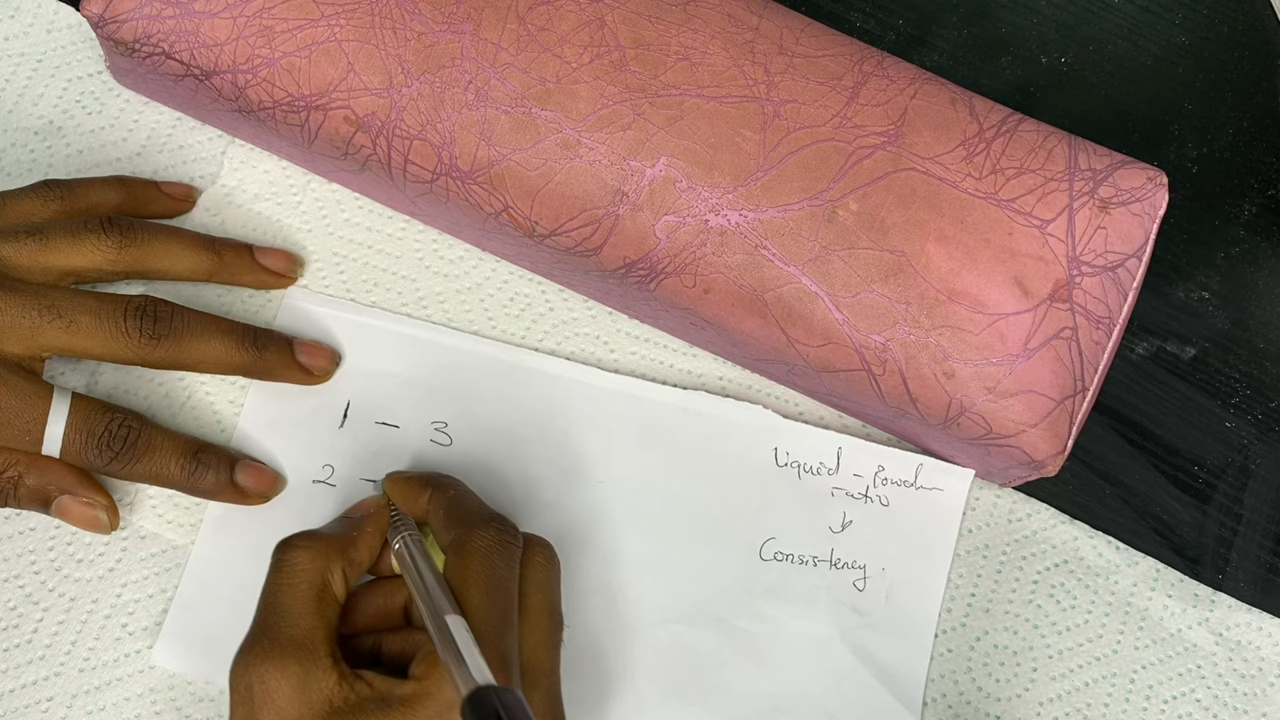 1 - 3
2 -
Liquid - Powder
ratio
↓
Consistency.